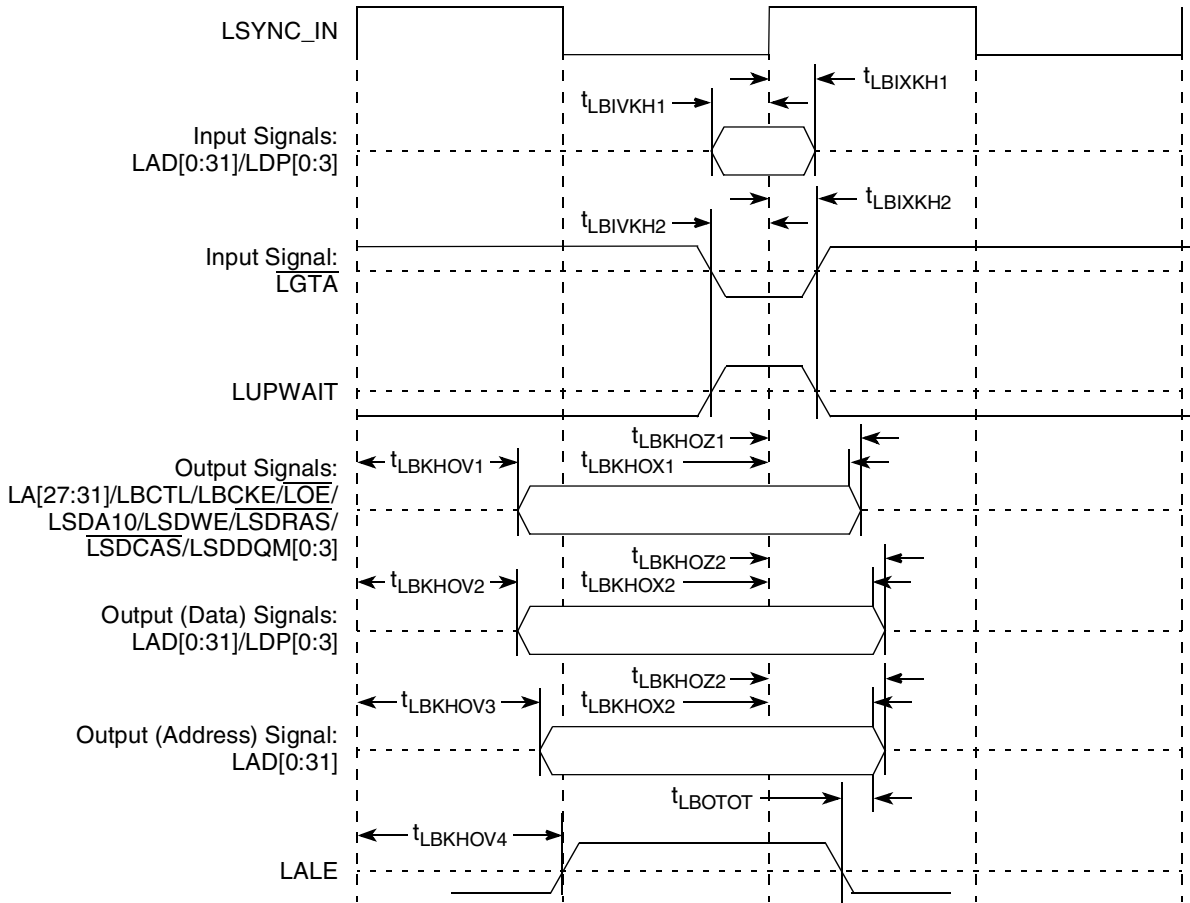 LSYNC_IN
tLBIXKH1
tLBIVKH1
Input Signals:
LAD[0:31]/LDP[0:3]
tLBIXKH2
tLBIVKH2
Input Signal:
LGTA
LUPWAIT
tLBKHOZ1
tLBKHOV1
tLBKHOX1
Output Signals:
LA[27:31]/LBCTL/LBCKE/LOE/
LSDA10/LSDWE/LSDRAS/
LSDCAS/LSDDQM[0:3]
tLBKHOZ2
tLBKHOV2
tLBKHOX2
Output (Data) Signals:
LAD[0:31]/LDP[0:3]
tLBKHOZ2
tLBKHOV3
tLBKHOX2
Output (Address) Signal:
LAD[0:31]
tLBOTOT
tLBKHOV4
LALE